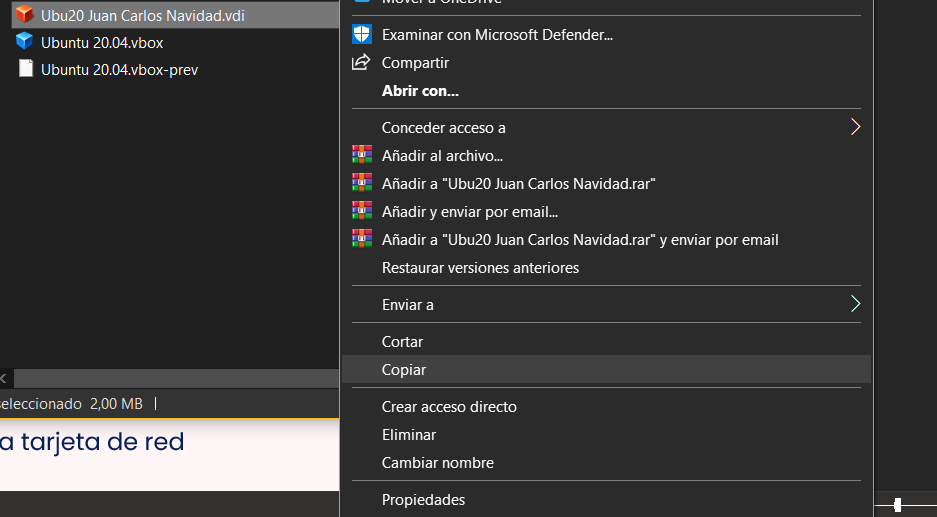 Ubu20 Juan Carlos Navidad.vdi
Ubuntu 20.04.vbox
Ubuntu 20.04.vbox-prev
eleccionado 2,00 MB
a tarjeta de red
Mover a OneDrive
Examinar con Microsoft Defender...
Compartir
Abrir con...
Conceder acceso a
Añadir al archivo...
Añadir a "Ubu20 Juan Carlos Navidad.rar"
Añadir y enviar por email...
Añadir a "Ubu20 Juan Carlos Navidad.rar" y enviar por email
Restaurar versiones anteriores
Enviar a
Cortar
Copiar
Crear acceso directo
Eliminar
Cambiar nombre
Propiedades